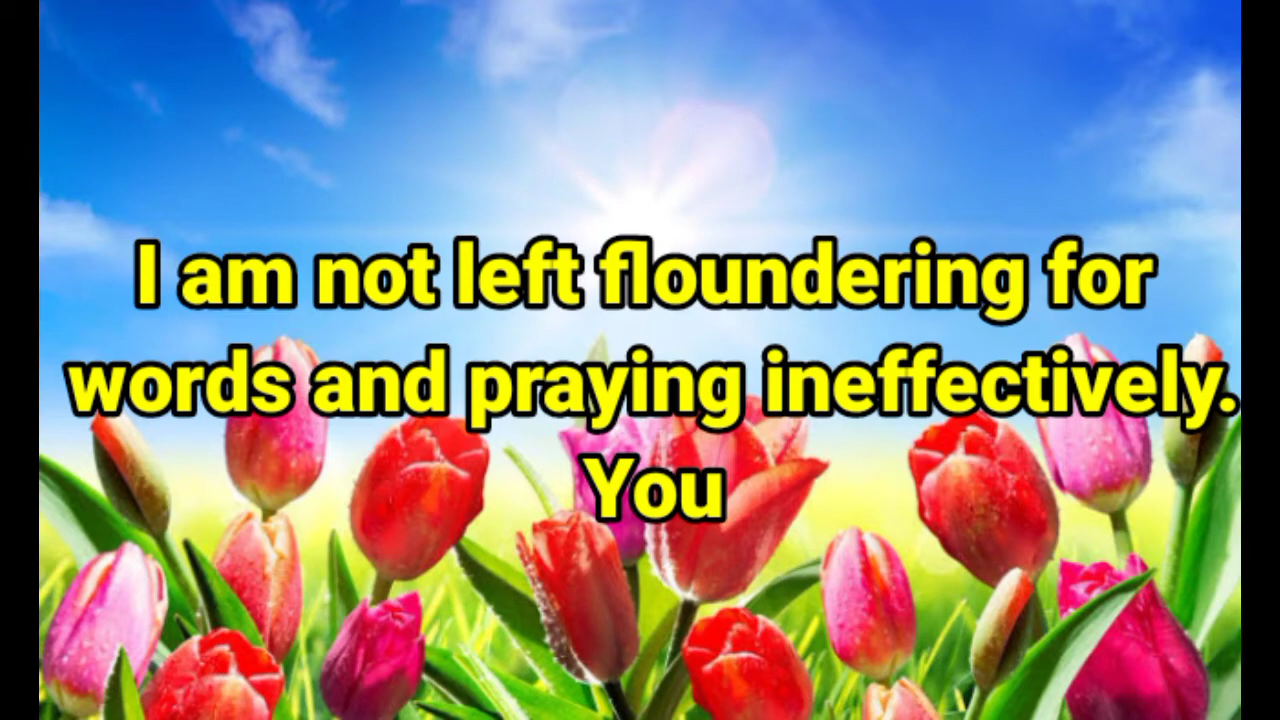 I am not left floundering for
words and praying ineffectively.
You